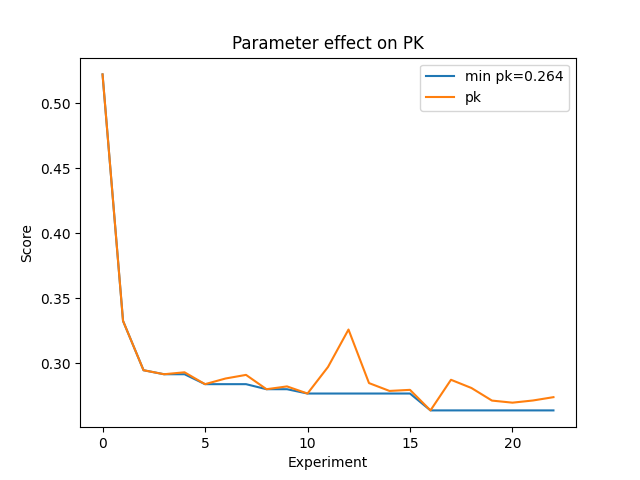 Parameter effect on PK
min pk=0.264
pk
0.50
0.45
0.40
0.35
0.30
Score
0 5 10 15 20
Experiment